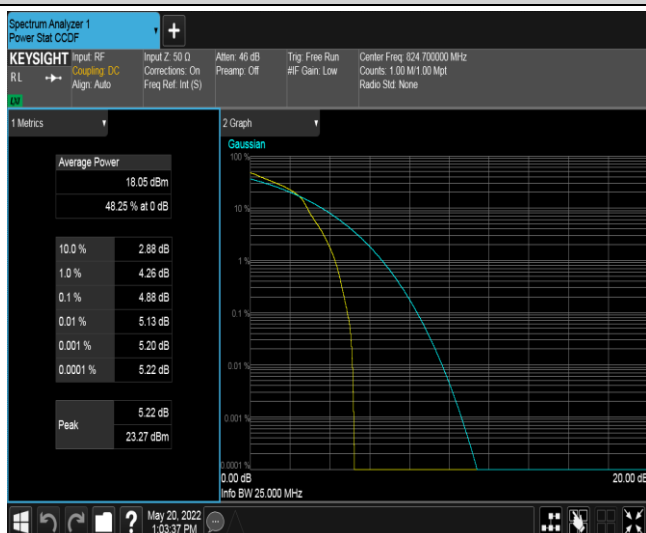 Spectrum Analyzer 1
Power Stat CCDF
KEYSIGHT
RL
Input: RF
Coupling: DC
Align: Auto
Input Z: 50 Ω
Corrections: On
Freq Ref: Int (S)
Atten: 46 dB
Preamp: Off
Trig: Free Run
#IF Gain: Low
Center Freq: 824.700000 MHz
Counts: 1.00 M/1.00 Mpt
Radio Std: None
1 Metrics
Average Power
18.05 dBm
48.25 % at 0 dB
10.0 % 2.88 dB
1.0 % 4.26 dB
0.1 % 4.88 dB
0.01 % 5.13 dB
0.001 % 5.20 dB
0.0001 % 5.22 dB
Peak
5.22 dB
23.27 dBm
2 Graph
Gaussian
100 %
10 %
1 %
0.1 %
0.01 %
0.001 %
0.0001 %
0.00 dB
20.00 dB
Info BW 25.000 MHz
?
May 20, 2022
1:03:37 PM